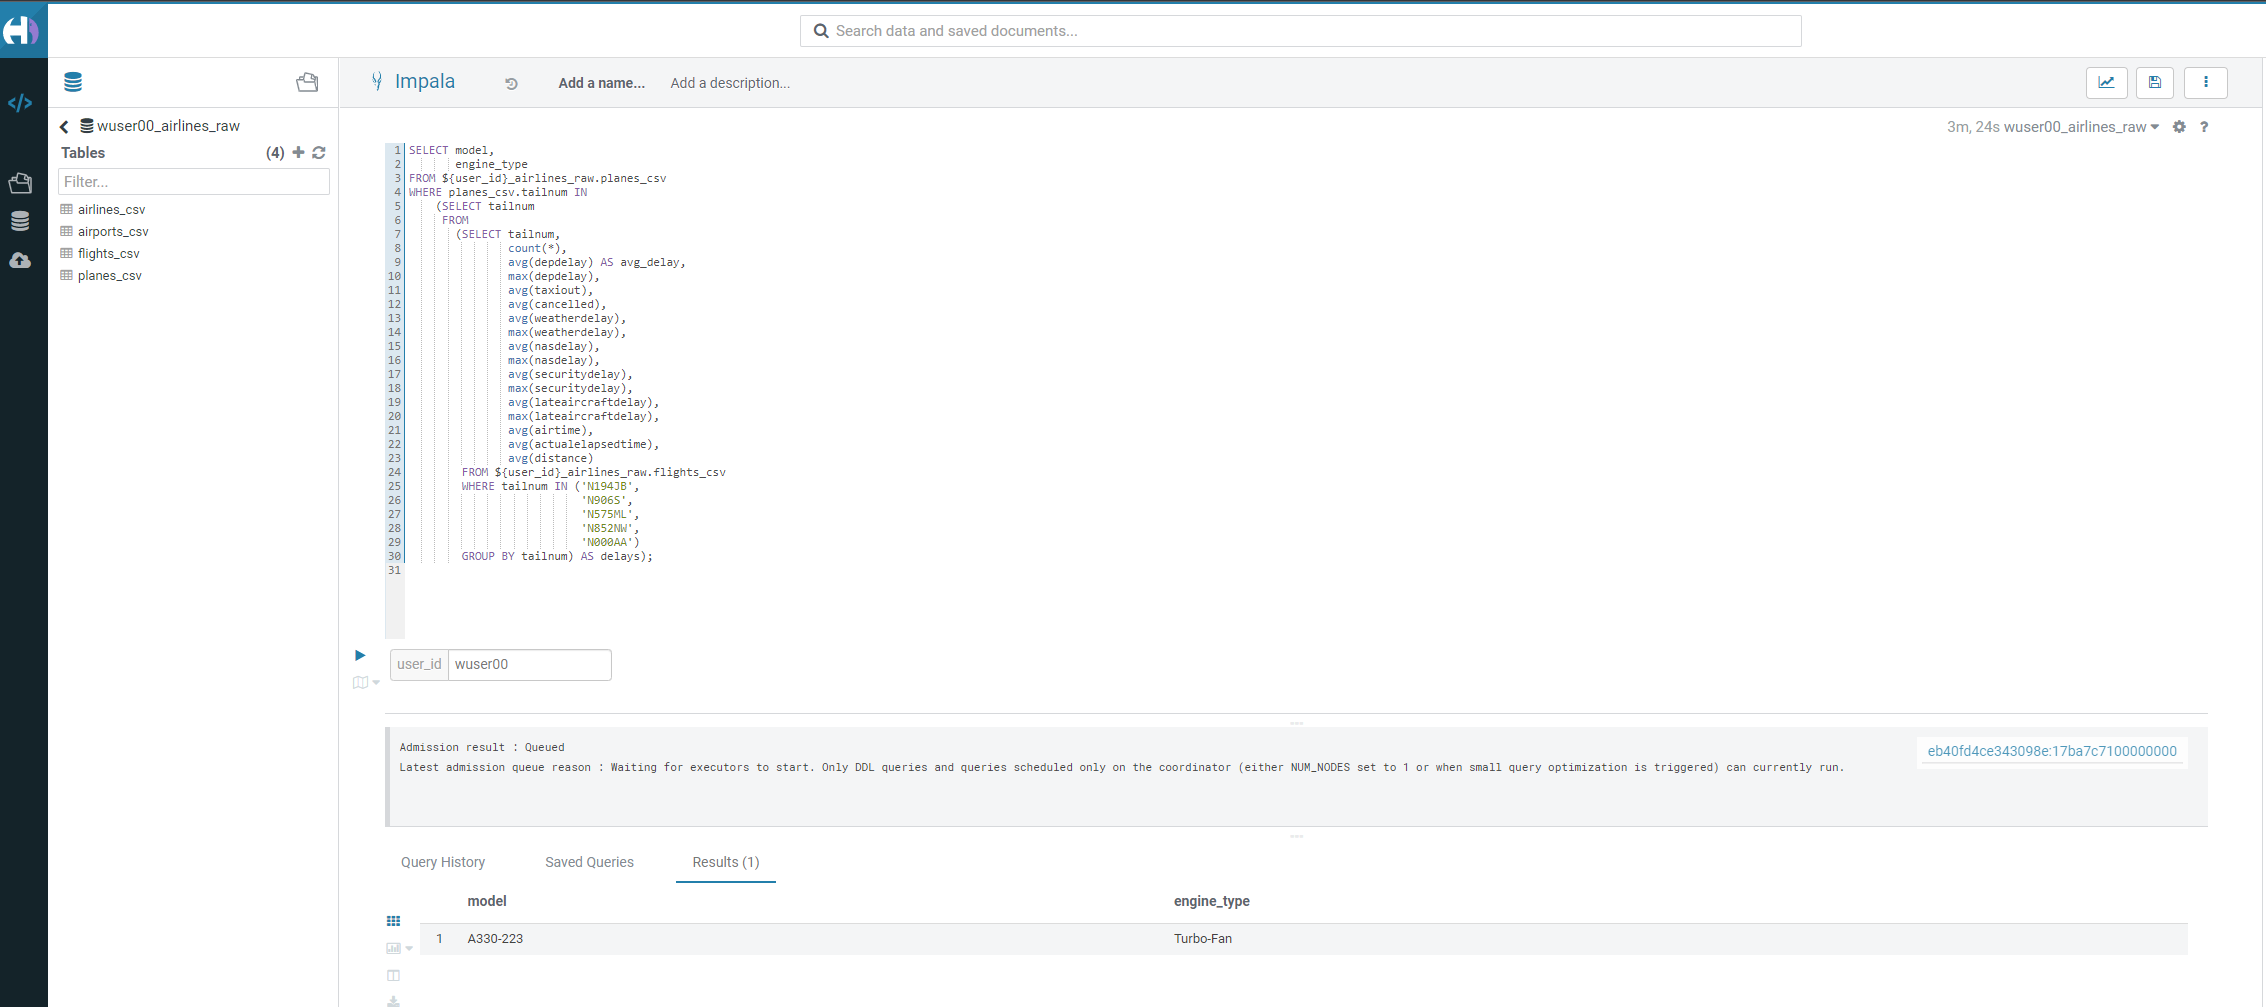 Search data and saved documents...
Impala
Add a name...
Add a description...
wuser00_airlines_raw
Tables
(4)
Filter...
airlines_csv
airports_csv
flights_csv
planes_csv
3m, 24s wuser00_airlines_raw
?
1 SELECT model,
2 engine_type
3 FROM ${user_id}_airlines_raw.planes_csv
4 WHERE planes_csv.tailnum IN
5 (SELECT tailnum
6 FROM
7 (SELECT tailnum,
8 count(*),
9 avg(depdelay) AS avg_delay,
10 max(depdelay),
11 avg(taxiout),
12 avg(cancelled),
13 avg(weatherdelay),
14 max(weatherdelay),
15 avg(nasdelay),
16 max(nasdelay),
17 avg(securitydelay),
18 max(securitydelay),
19 avg(lateaircraftdelay),
20 max(lateaircraftdelay),
21 avg(airtime),
22 avg(actualelapsedtime),
23 avg(distance)
24 FROM ${user_id}_airlines_raw.flights_csv
25 WHERE tailnum IN ('N194JB',
26 'N906S',
27 'N575ML',
28 'N852NW',
29 'N000AA')
30 GROUP BY tailnum) AS delays);
31
user_id wuser00
Admission result : Queued
Latest admission queue reason : Waiting for executors to start. Only DDL queries and queries scheduled only on the coordinator (either NUM_NODES set to 1 or when small query optimization is triggered) can currently run.
eb40fd4ce343098e:17ba7c7100000000
Query History
Saved Queries
Results (1)
model engine_type
1 A330-223 Turbo-Fan